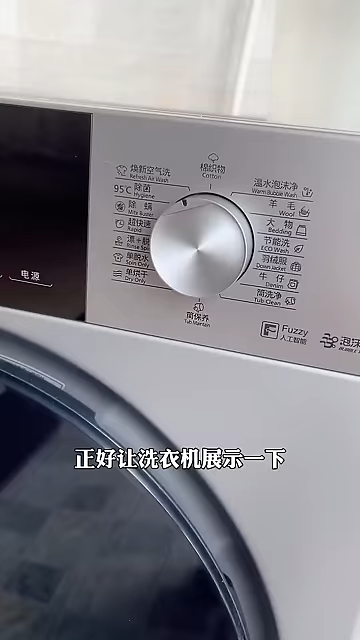 棉织物
Cotton
焕新空气洗
Refresh Air Wash
95℃除菌
Hygiene
除螨
Mite Buster
超快速
Rapid
漂+脱
Rinse Spin
单脱水
Spin Only
单烘干
Dry Only
温水泡沫净
Warm Bubble Wash
羊毛
Wool
大物
Bedding
节能洗
ECO Wash
羽绒服
Down Jacket
牛仔
Denim
筒洗净
Tub Clean
筒保养
Tub Maintain
电源
Fuzzy
人工智能
泡沫
正好让洗衣机展示一下